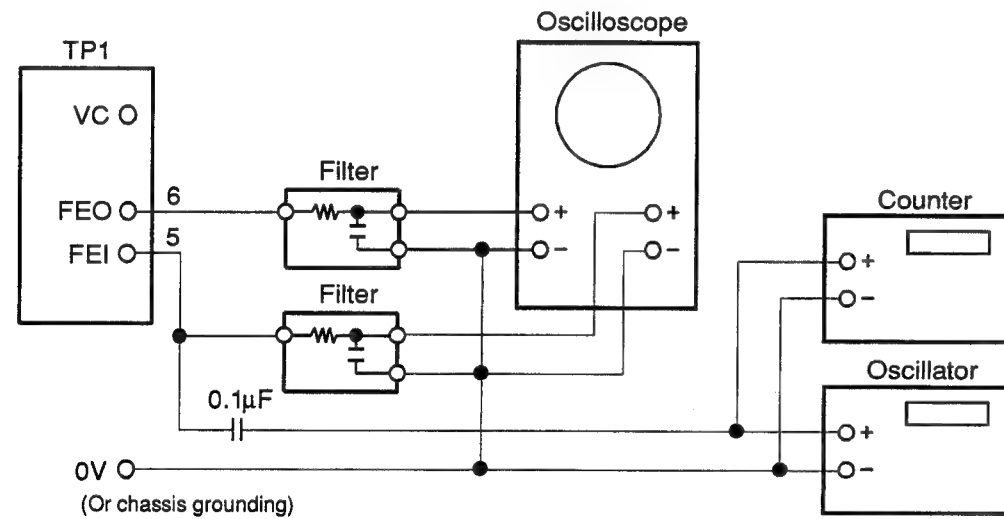 Oscilloscope
TP1
VC
Filter
6
FEO
+
+
Counter
5
FEI
−
−
+
Filter
−
Oscillator
0.1μF
+
0V
−
(Or chassis grounding)